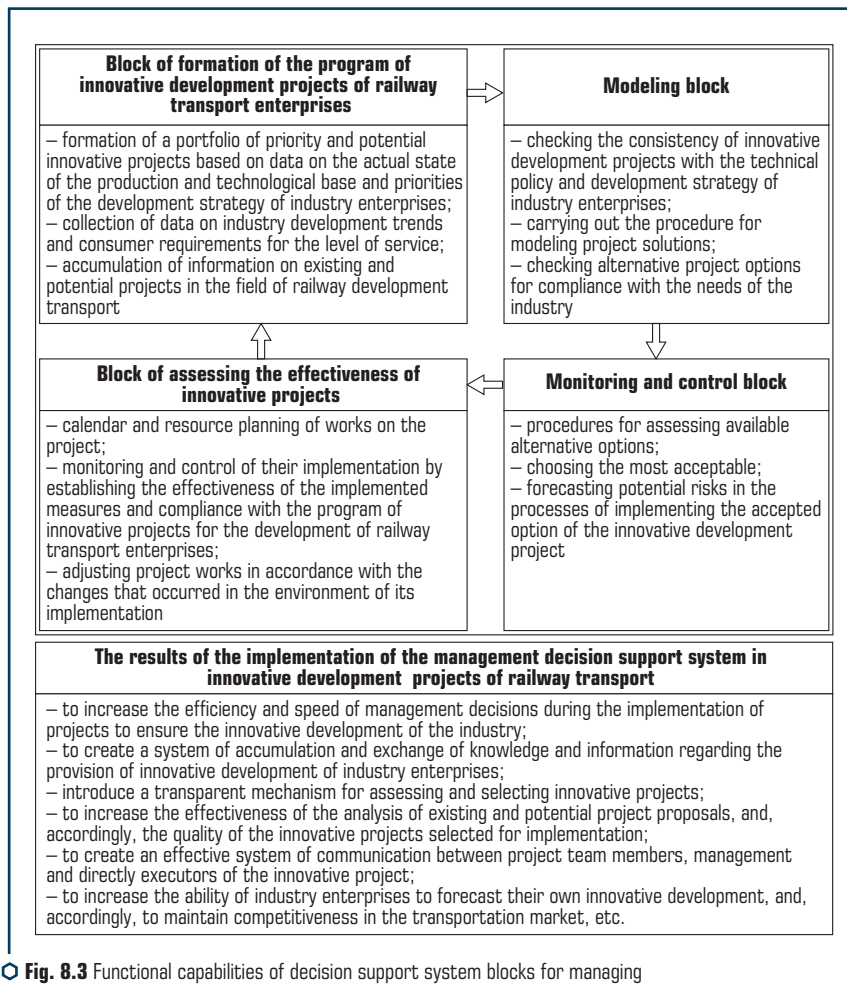 Block of formation of the program of
innovative development projects of railway
transport enterprises
– formation of a portfolio of priority and potential
innovative projects based on data on the actual state
of the production and technological base and priorities
of the development strategy of industry enterprises;
– collection of data on industry development trends
and consumer requirements for the level of service;
– accumulation of information on existing and
potential projects in the field of railway development
transport
Modeling block
– checking the consistency of innovative
development projects with the technical
policy and development strategy of
industry enterprises;
– carrying out the procedure for
modeling project solutions;
– checking alternative project options
for compliance with the needs of the
industry
Block of assessing the effectiveness of
innovative projects
– calendar and resource planning of works on the
project;
– monitoring and control of their implementation by
establishing the effectiveness of the implemented
measures and compliance with the program of
innovative projects for the development of railway
transport enterprises;
– adjusting project works in accordance with the
changes that occurred in the environment of its
implementation
Monitoring and control block
– procedures for assessing available
alternative options;
– choosing the most acceptable;
– forecasting potential risks in the
processes of implementing the accepted
option of the innovative development
project
The results of the implementation of the management decision support system in
innovative development projects of railway transport
– to increase the efficiency and speed of management decisions during the implementation of
projects to ensure the innovative development of the industry;
– to create a system of accumulation and exchange of knowledge and information regarding the
provision of innovative development of industry enterprises;
– introduce a transparent mechanism for assessing and selecting innovative projects;
– to increase the effectiveness of the analysis of existing and potential project proposals, and,
accordingly, the quality of the innovative projects selected for implementation;
– to create an effective system of communication between project team members, management
and directly executors of the innovative project;
– to increase the ability of industry enterprises to forecast their own innovative development, and,
accordingly, to maintain competitiveness in the transportation market, etc.
Fig. 8.3 Functional capabilities of decision support system blocks for managing